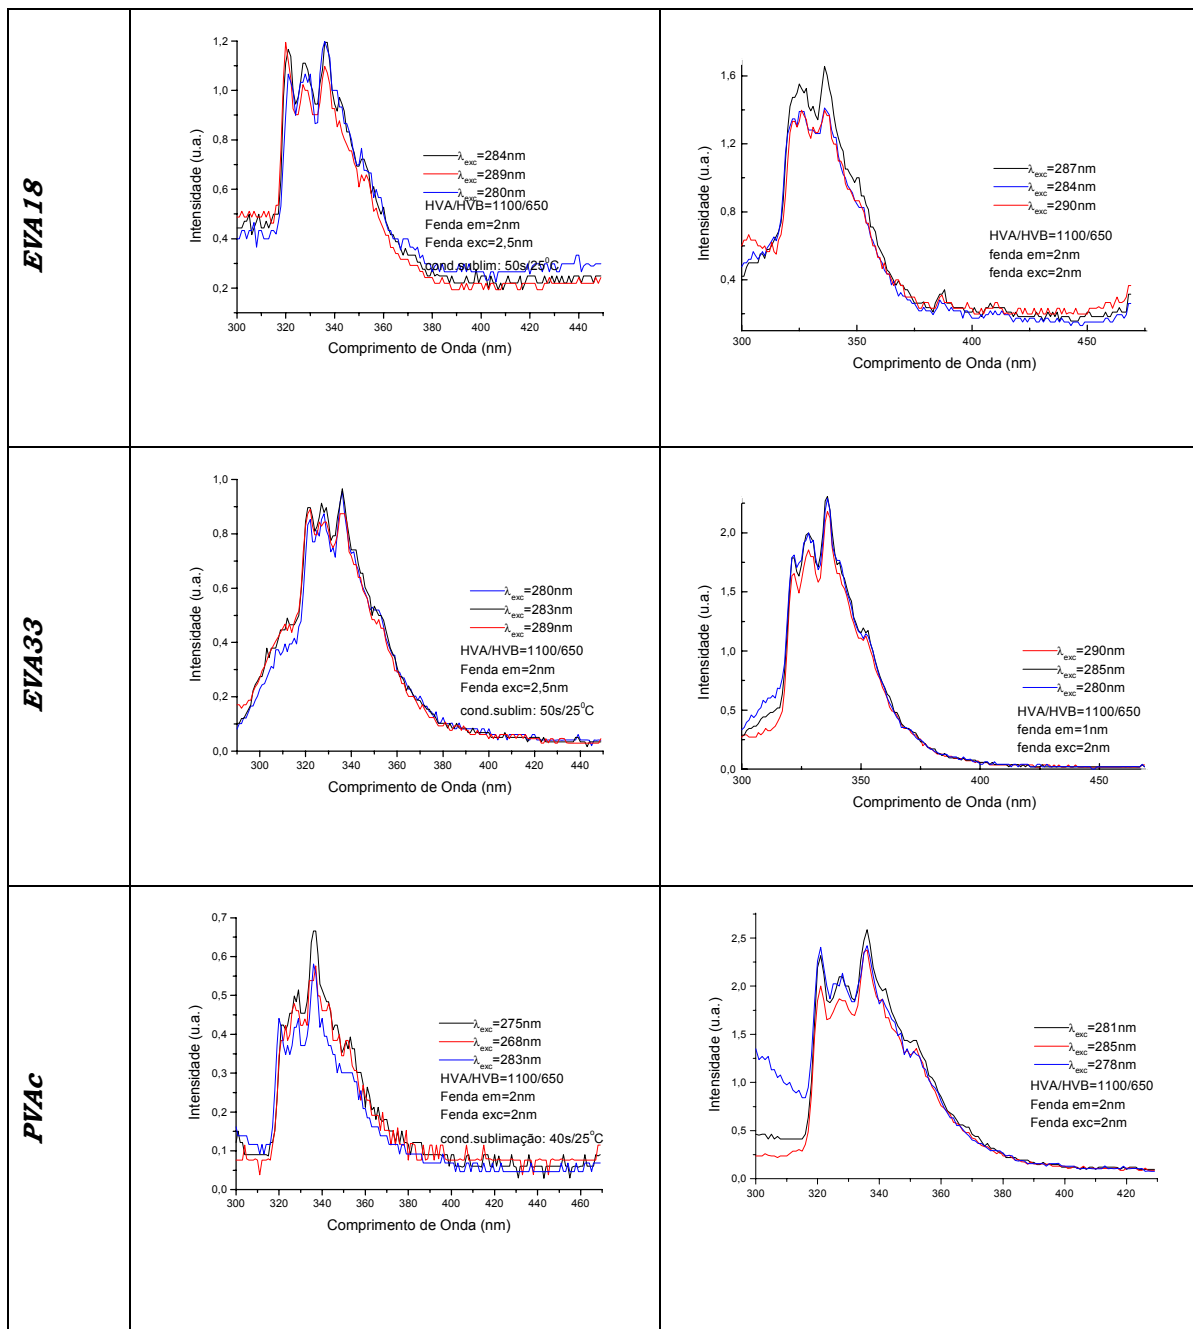 EVA18
1,2
1,0
0,8
0,6
0,4
0,2
Intensidade (u.a.)
λexc=284nm
λexc=289nm
λexc=280nm
HVA/HVB=1100/650
Fenda em=2nm
Fenda exc=2,5nm
cond.sublim: 50s/25⁰C
300 320 340 360 380 400 420 440
Comprimento de Onda (nm)
1,6
1,2
0,8
0,4
Intensidade (u.a.)
λexc=287nm
λexc=284nm
λexc=290nm
HVA/HVB=1100/650
fenda em=2nm
fenda exc=2nm
300 350 400 450
Comprimento de Onda (nm)
EVA33
1,0
0,8
0,6
0,4
0,2
0,0
Intensidade (u.a.)
λexc=280nm
λexc=283nm
λexc=289nm
HVA/HVB=1100/650
Fenda em=2nm
Fenda exc=2,5nm
cond.sublim: 50s/25⁰C
300 320 340 360 380 400 420 440
Comprimento de Onda (nm)
2,0
1,5
1,0
0,5
0,0
Intensidade (u.a.)
λexc=290nm
λexc=285nm
λexc=280nm
HVA/HVB=1100/650
fenda em=1nm
fenda exc=2nm
300 350 400 450
Comprimento de Onda (nm)
PVAc
0,7
0,6
0,5
0,4
0,3
0,2
0,1
0,0
Intensidade (u.a.)
λexc=275nm
λexc=268nm
λexc=283nm
HVA/HVB=1100/650
Fenda em=2nm
Fenda exc=2nm
cond.sublimação: 40s/25⁰C
300 320 340 360 380 400 420 440 460
Comprimento de Onda (nm)
2,5
2,0
1,5
1,0
0,5
0,0
Intensidade (u.a.)
λexc=281nm
λexc=285nm
λexc=278nm
HVA/HVB=1100/650
Fenda em=2nm
Fenda exc=2nm
300 320 340 360 380 400 420